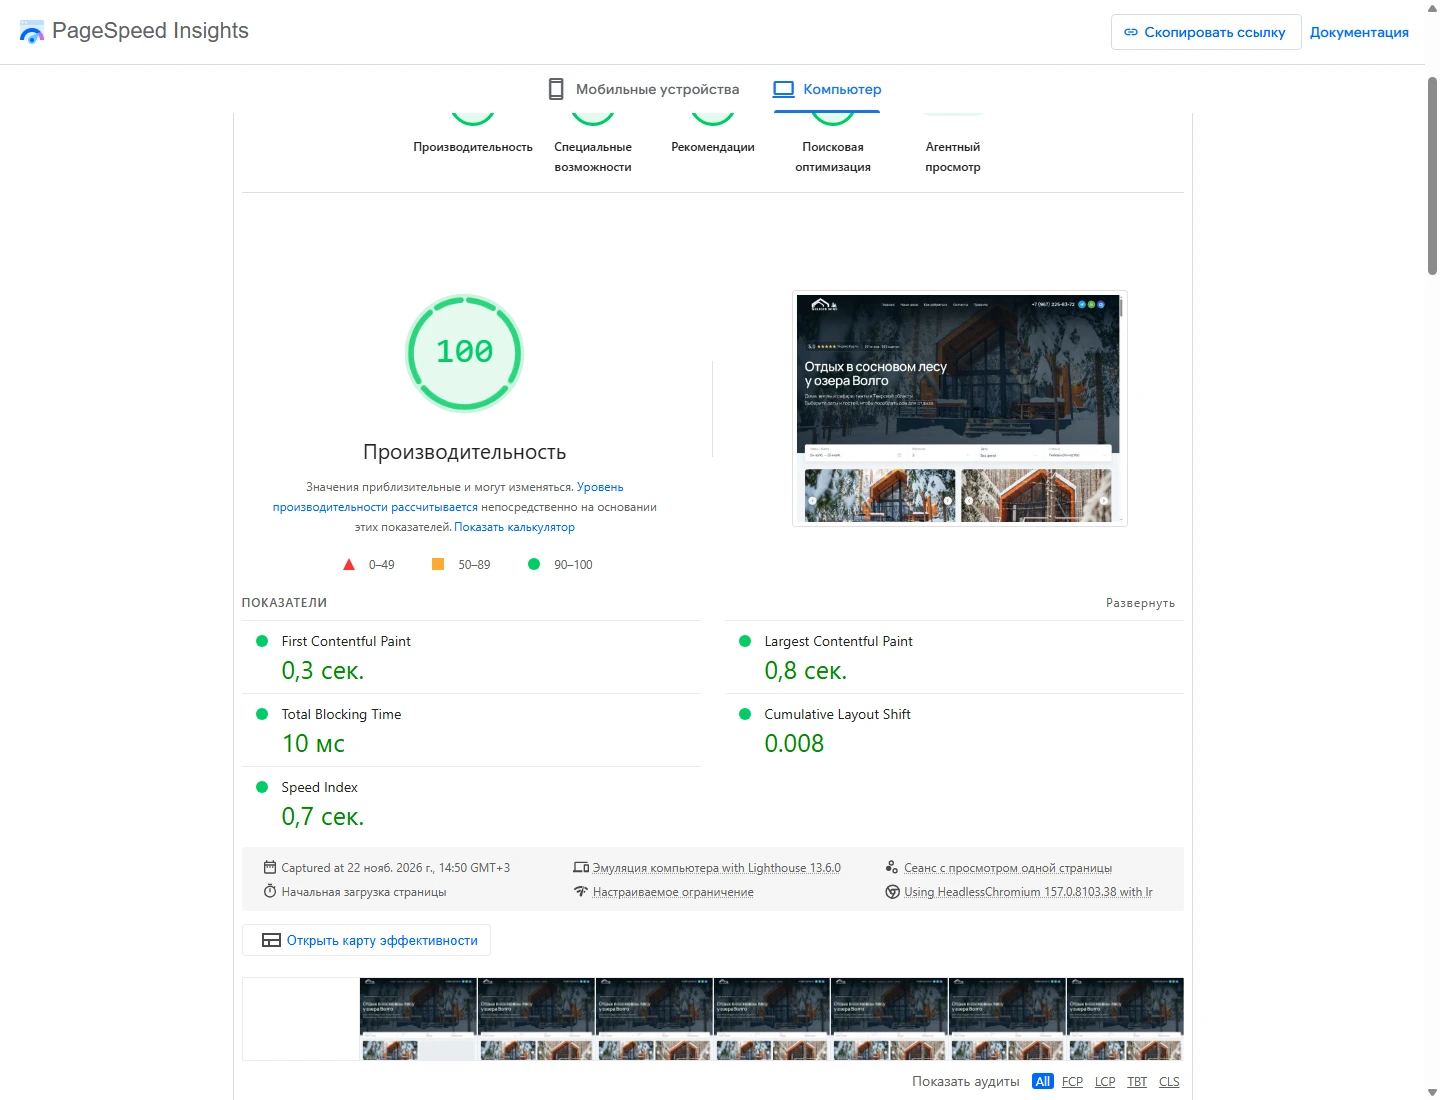 PageSpeed Insights
Скопировать ссылку
Документация
Мобильные устройства
Компьютер
Производительность
Специальные
возможности
Рекомендации
Поисковая
оптимизация
Агентный
просмотр
100
Производительность
Значения приблизительные и могут изменяться. Уровень
производительности рассчитывается непосредственно на основании
этих показателей. Показать калькулятор
0–49
50–89
90–100
Отдых в сосновом лесу
у озера Волго
ПОКАЗАТЕЛИ
Развернуть
First Contentful Paint
0,3 сек.
Largest Contentful Paint
0,8 сек.
Total Blocking Time
10 мс
Cumulative Layout Shift
0.008
Speed Index
0,7 сек.
Captured at 22 нояб. 2026 г., 14:50 GMT+3
Эмуляция компьютера with Lighthouse 13.6.0
Сеанс с просмотром одной страницы
Начальная загрузка страницы
Настраиваемое ограничение
Using HeadlessChromium 157.0.8103.38 with lr
Открыть карту эффективности
Показать аудиты
All
FCP
LCP
TBT
CLS